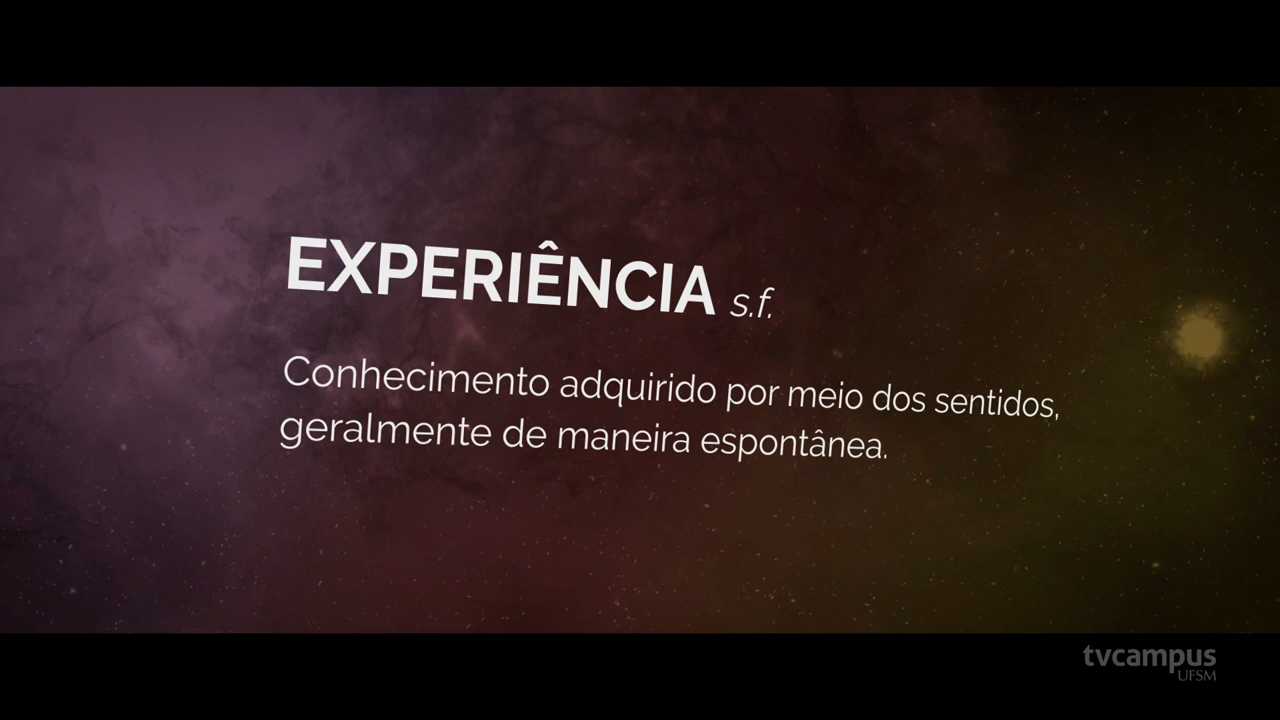 EXPERIÊNCIA s.f.
Conhecimento adquirido por meio dos sentidos,
geralmente de maneira espontânea.
tvcampus
UFSM